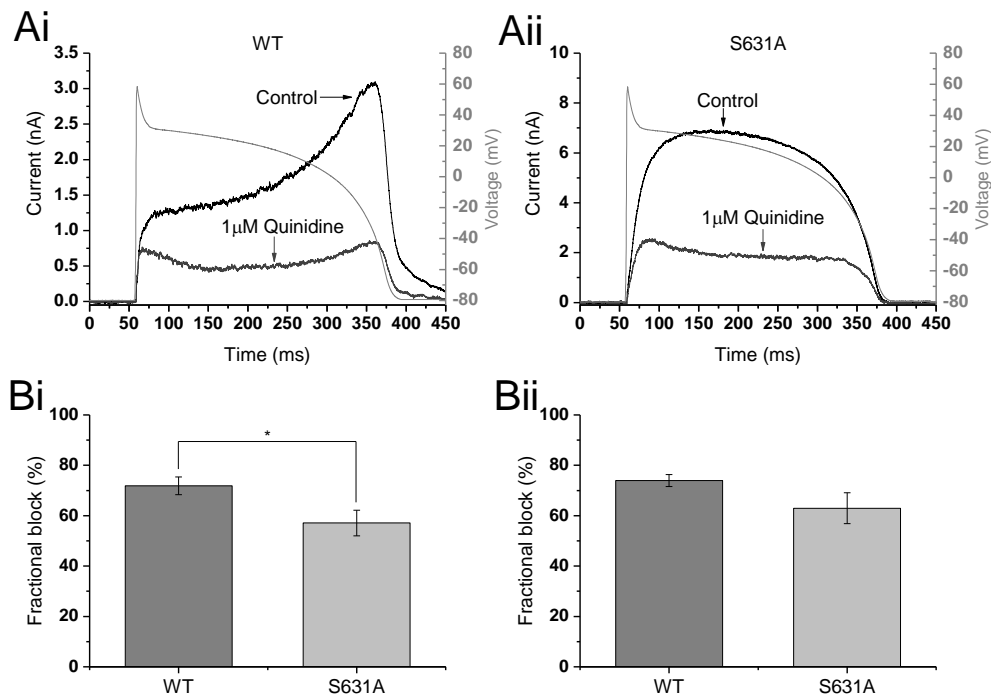 Ai
WT
Current (nA)
3.5
3.0
2.5
2.0
1.5
1.0
0.5
0.0
Control
1μM Quinidine
80
60
40
20
0
-20
-40
-60
-80
Voltage (mV)
0 50 100 150 200 250 300 350 400 450
Time (ms)
Aii
S631A
Current (nA)
10
8
6
4
2
0
Control
1μM Quinidine
80
60
40
20
0
-20
-40
-60
-80
Voltage (mV)
0 50 100 150 200 250 300 350 400 450
Time (ms)
Bi
Fractional block (%)
100
80
60
40
20
0
*
WT S631A
Bii
Fractional block (%)
100
80
60
40
20
0
WT S631A